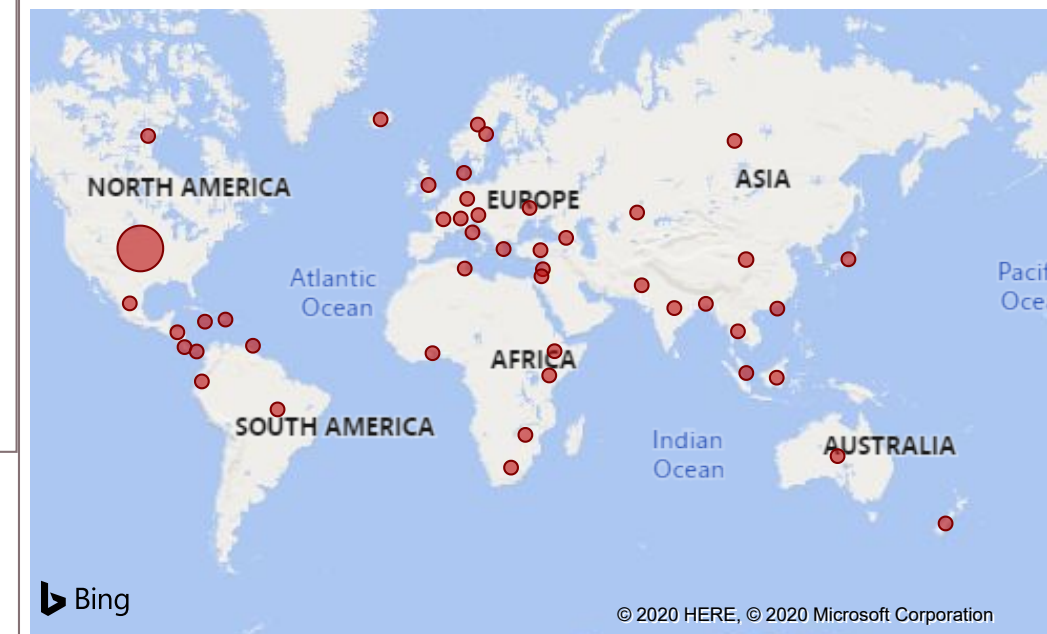 NORTH AMERICA
EUROPE
ASIA
Atlantic
Ocean
Pacif
Oce
AFRICA
SOUTH AMERICA
Indian
Ocean
AUSTRALIA
Bing
© 2020 HERE, © 2020 Microsoft Corporation